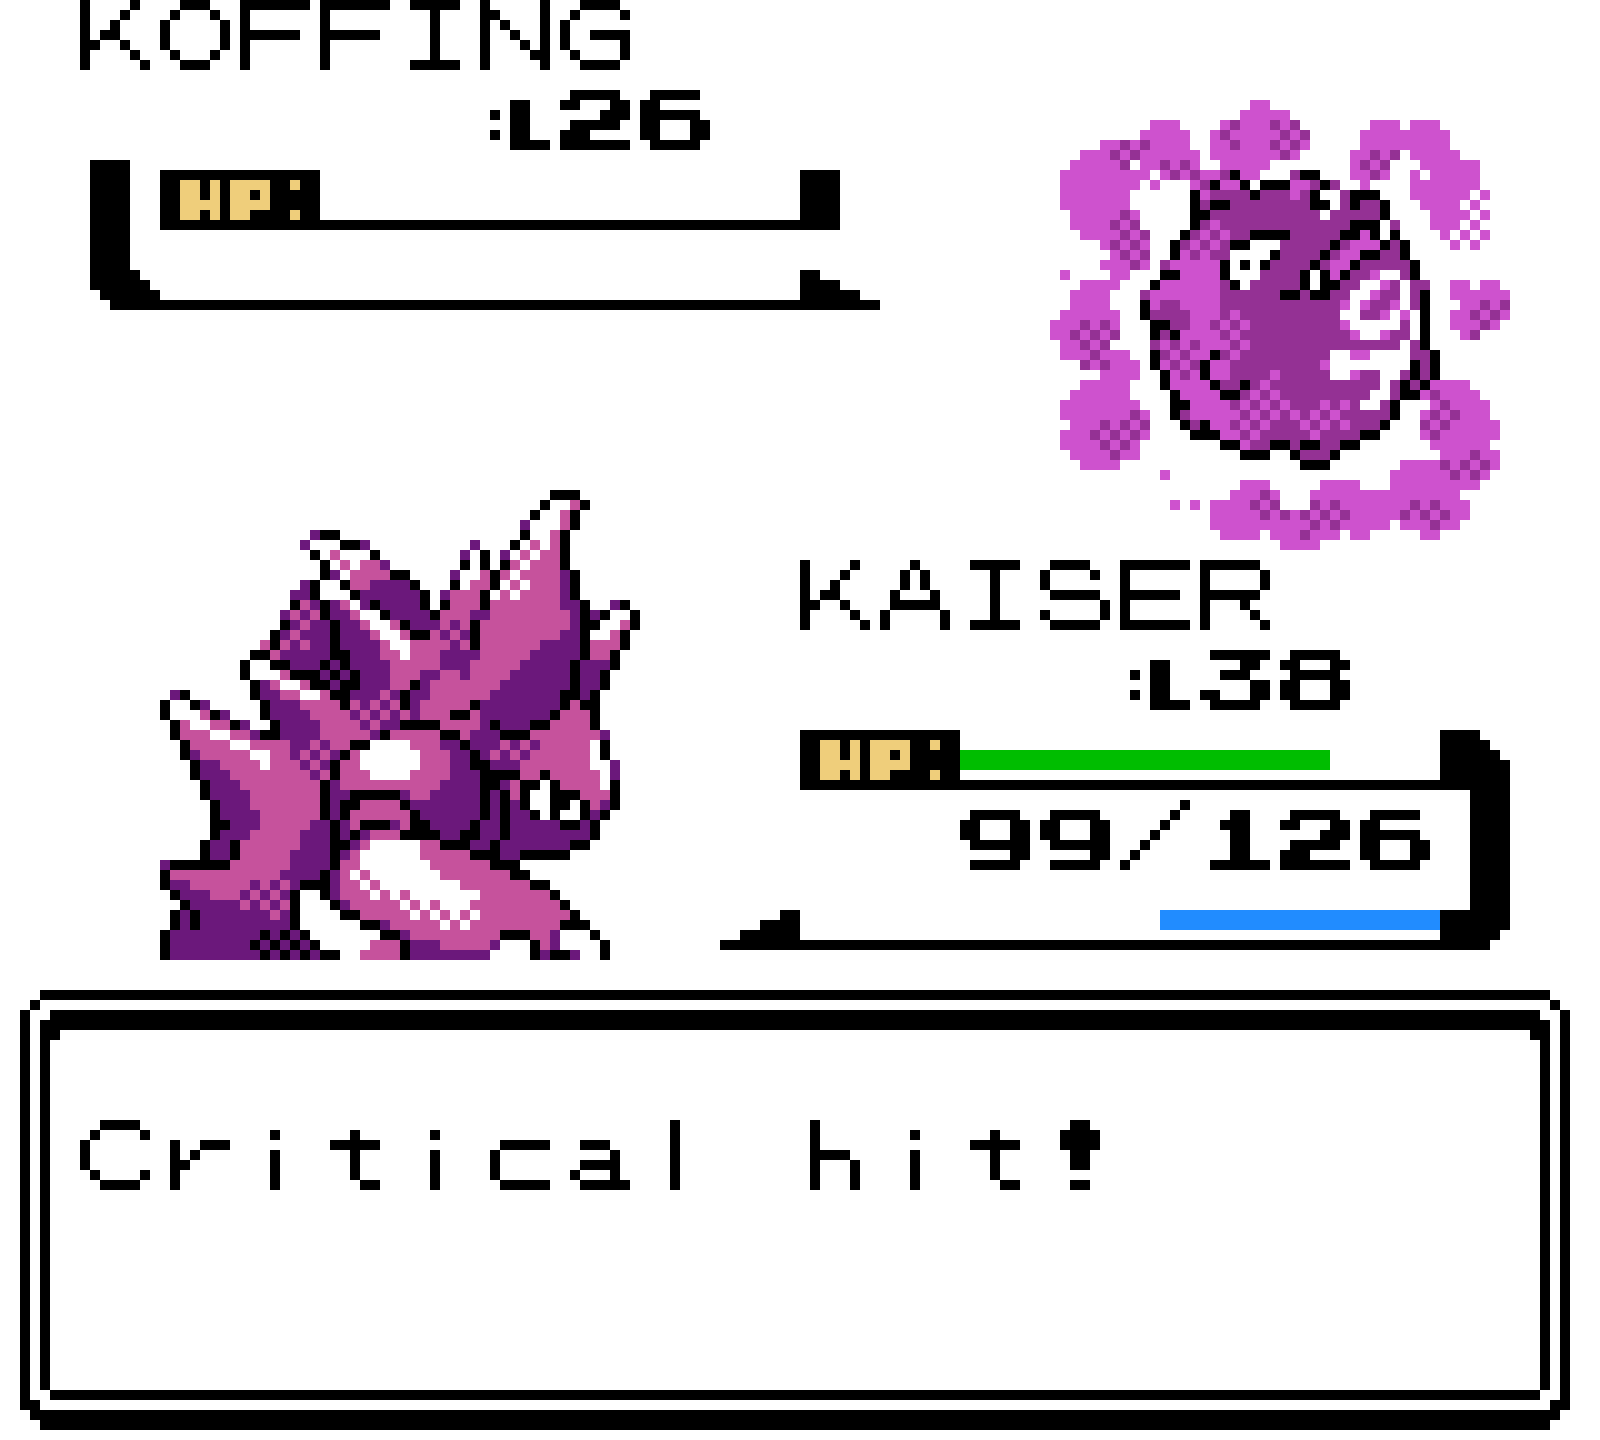 KOFFING
:L26
HP:
KAISER
:L38
HP:
99/126
Critical hit!